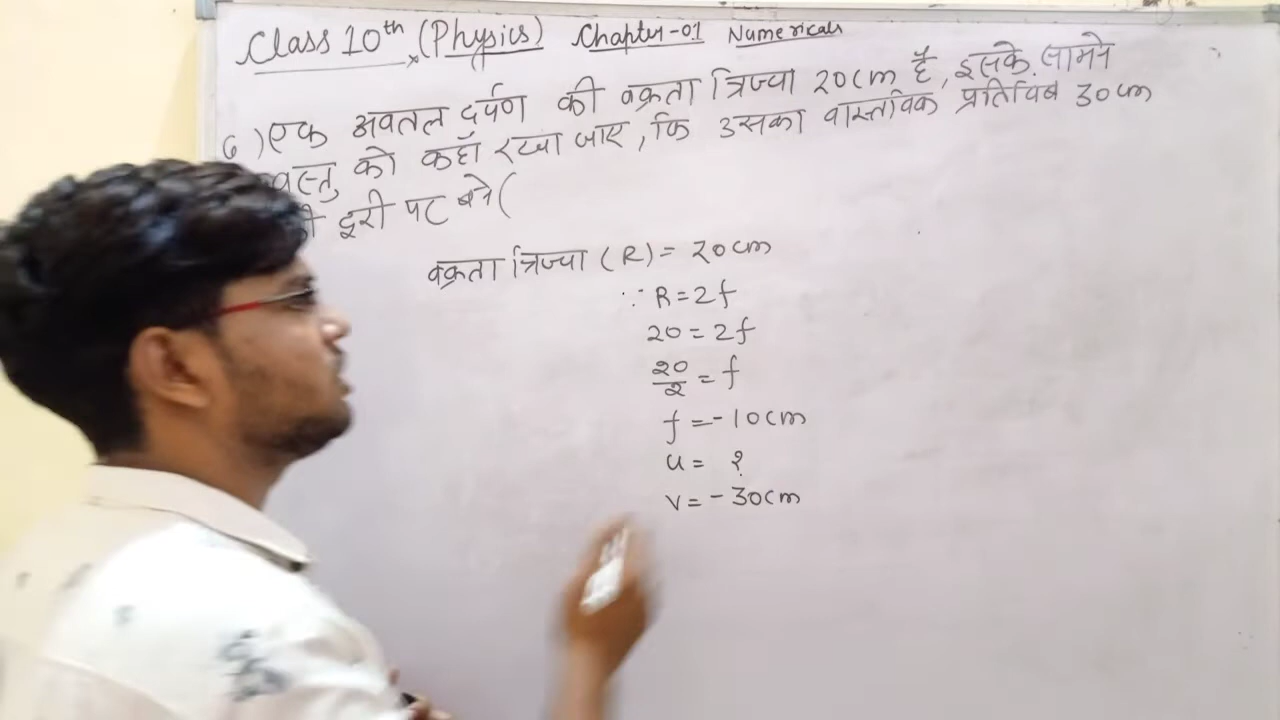 Class 10th (Physics) Chapter-01 Numericals
6) एक अवतल दर्पण की वक्रता त्रिज्या 20cm है, इसके सामने
वस्तु को कहाँ रखा जाए, कि उसका वास्तविक प्रतिविंब 30cm
की दूरी पर बने(
वक्रता त्रिज्या (R) = 20cm
∵ R=2f
20 = 2f
20/2 = f
f = -10cm
u = ?
v = -30cm